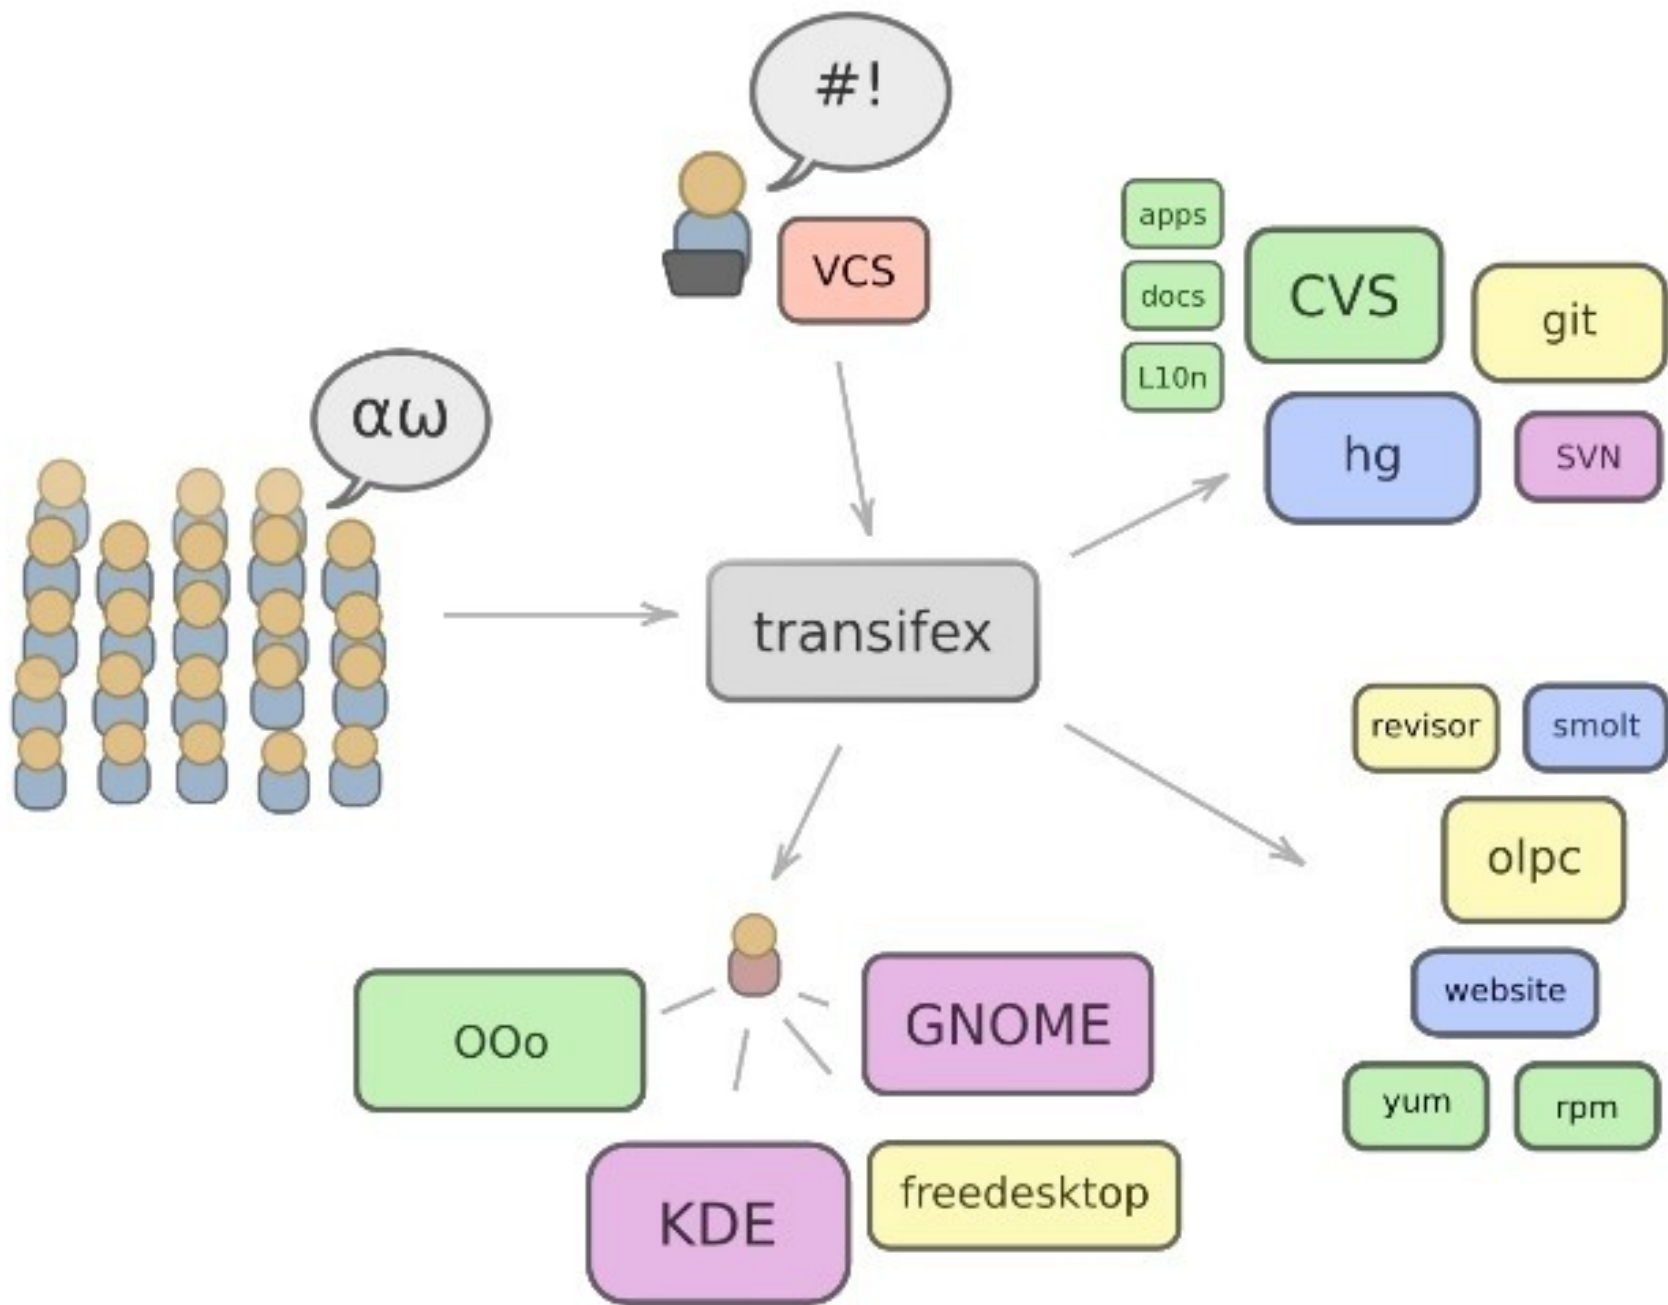 #!
VCS
αω
apps
docs
L10n
CVS
git
hg
SVN
transifex
revisor
smolt
olpc
website
yum
rpm
OOo
GNOME
KDE
freedesktop